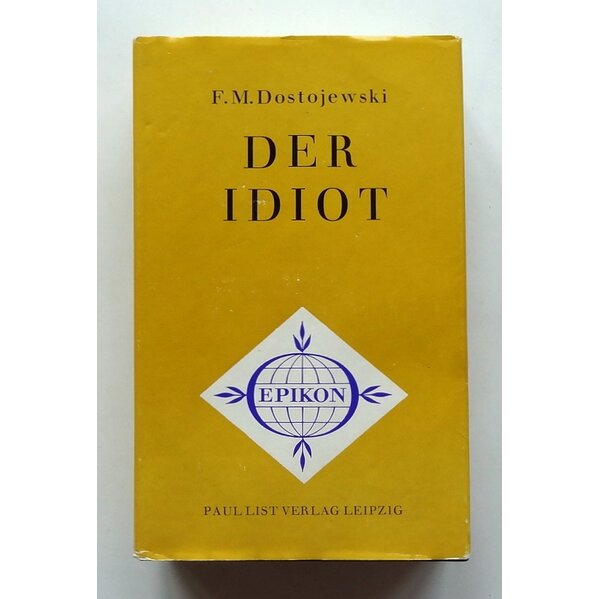 F. M. Dostojewski
DER
IDIOT
EPIKON
PAUL LIST VERLAG LEIPZIG